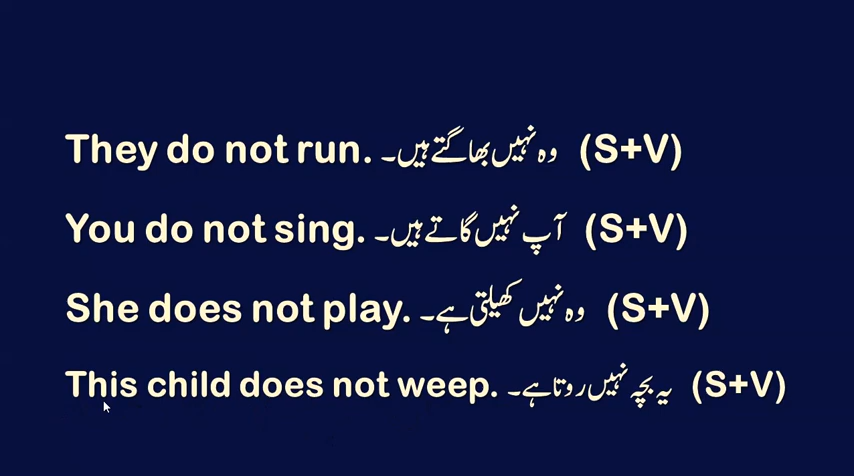 They do not run. وہ نہیں بھاگتے ہیں۔ (S+V)
You do not sing. آپ نہیں گاتے ہیں۔ (S+V)
She does not play. وہ نہیں کھیلتی ہے۔ (S+V)
This child does not weep. یہ بچہ نہیں روتا ہے۔ (S+V)